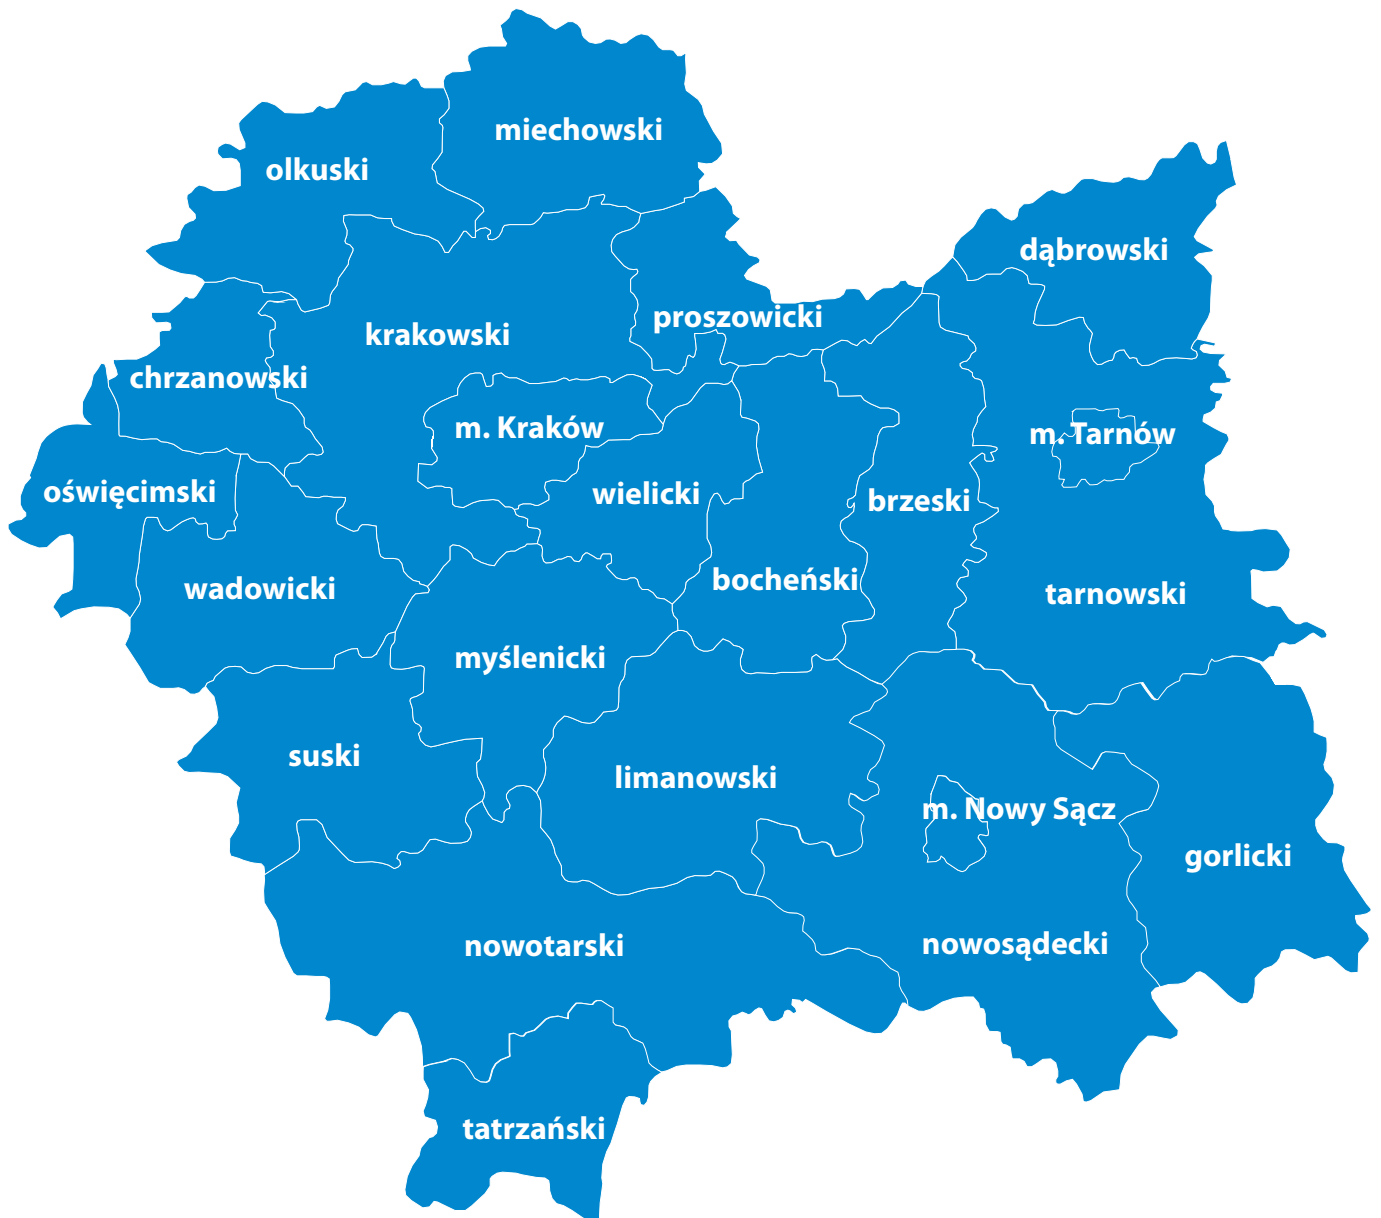 miechowski
olkuski
dąbrowski
proszowicki
krakowski
chrzanowski
m. Kraków
m. Tarnów
oświęcimski
wielicki
brzeski
bocheński
wadowicki
tarnowski
myślenicki
suski
limanowski
m. Nowy Sącz
gorlicki
nowotarski
nowosądecki
tatrzański